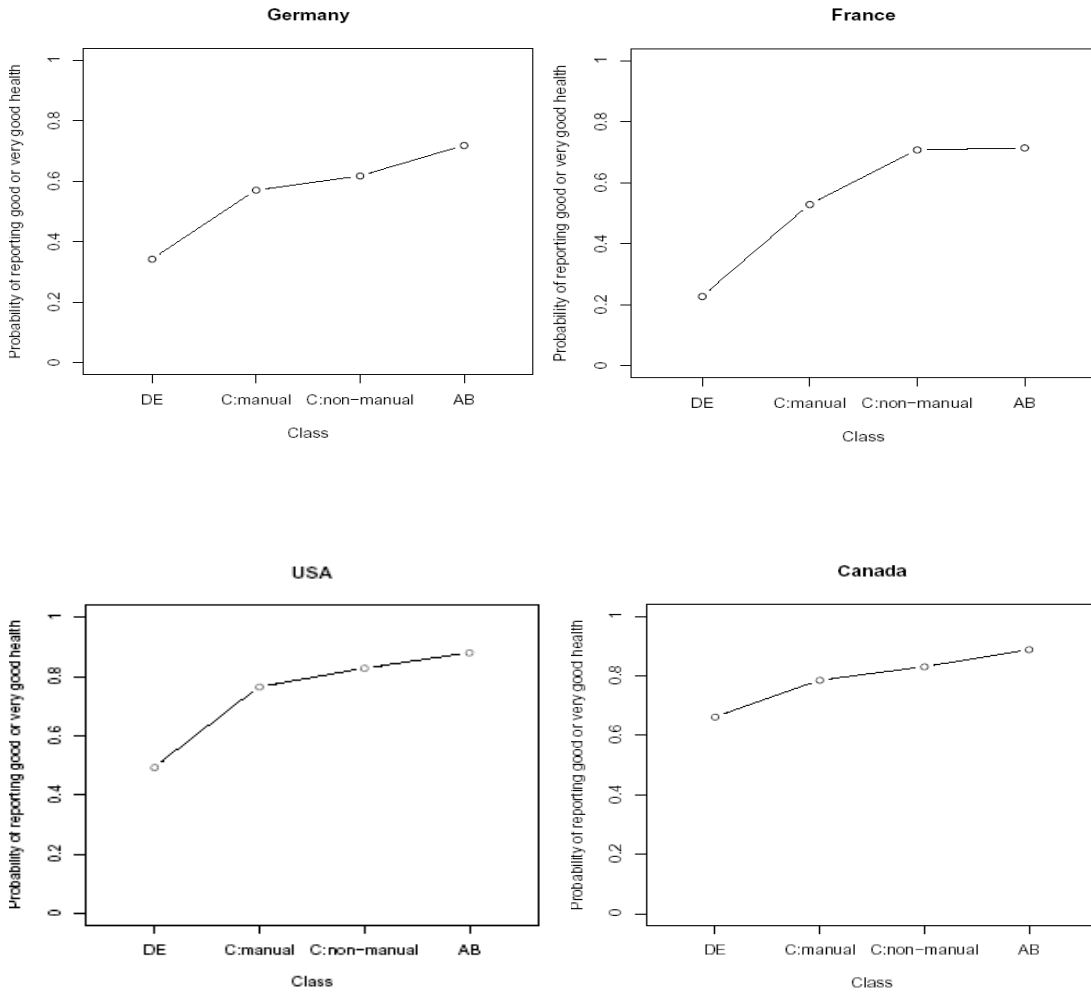 Germany
Probability of reporting good or very good health
1
0.8
0.6
0.4
0.2
0
DE C:manual C:non-manual AB
Class
France
Probability of reporting good or very good health
1
0.8
0.6
0.4
0.2
0
DE C:manual C:non-manual AB
Class
USA
Probability of reporting good or very good health
1
0.8
0.6
0.4
0.2
0
DE C:manual C:non-manual AB
Class
Canada
Probability of reporting good or very good health
1
0.8
0.6
0.4
0.2
0
DE C:manual C:non-manual AB
Class